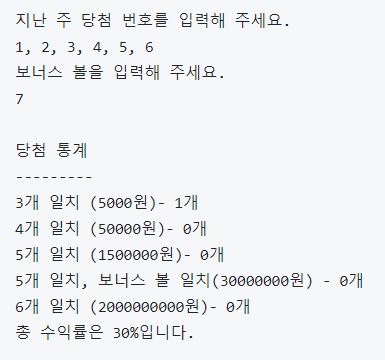 지난 주 당첨 번호를 입력해 주세요.
1, 2, 3, 4, 5, 6
보너스 볼을 입력해 주세요.
7
당첨 통계
---------
3개 일치 (5000원)- 1개
4개 일치 (50000원)- 0개
5개 일치 (1500000원)- 0개
5개 일치, 보너스 볼 일치(30000000원) - 0개
6개 일치 (2000000000원)- 0개
총 수익률은 30%입니다.